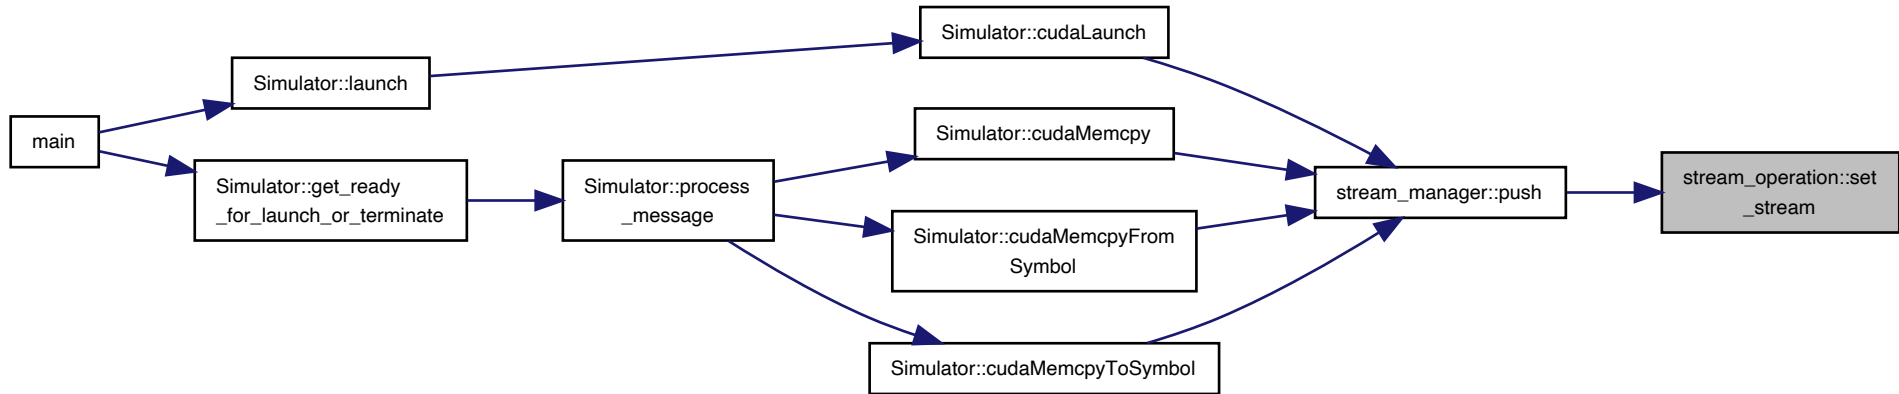 main
Simulator::launch
Simulator::get_ready
_for_launch_or_terminate
Simulator::process
_message
Simulator::cudaLaunch
Simulator::cudaMemcpy
Simulator::cudaMemcpyFrom
Symbol
Simulator::cudaMemcpyToSymbol
stream_manager::push
stream_operation::set
_stream